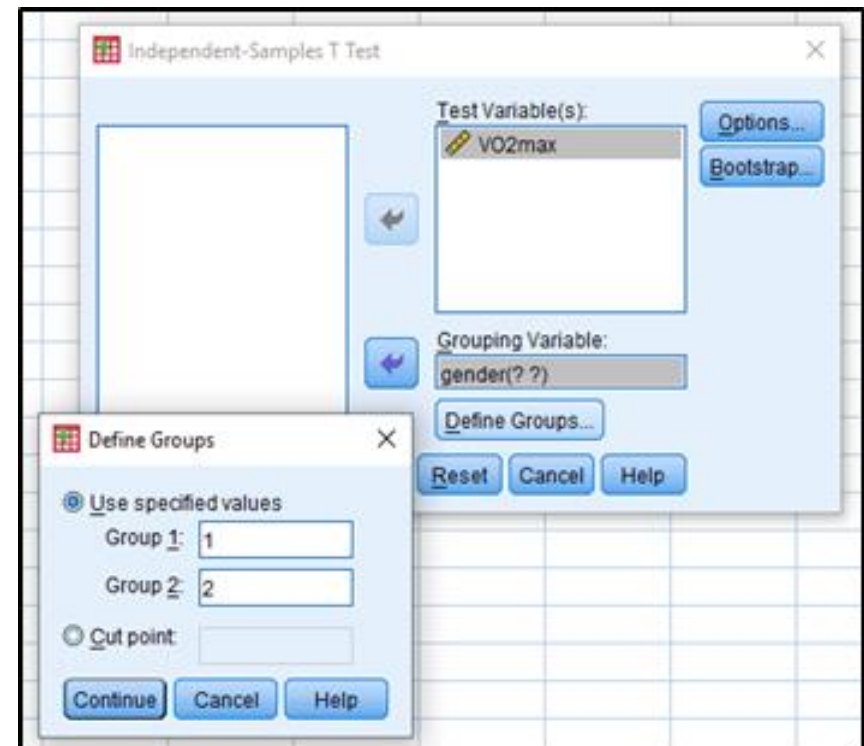 Independent-Samples T Test
Test Variable(s):
VO2max
Options...
Bootstrap...
Grouping Variable:
gender(? ?)
Define Groups...
Reset Cancel Help
Define Groups
Use specified values
Group 1: 1
Group 2: 2
Cut point:
Continue Cancel Help